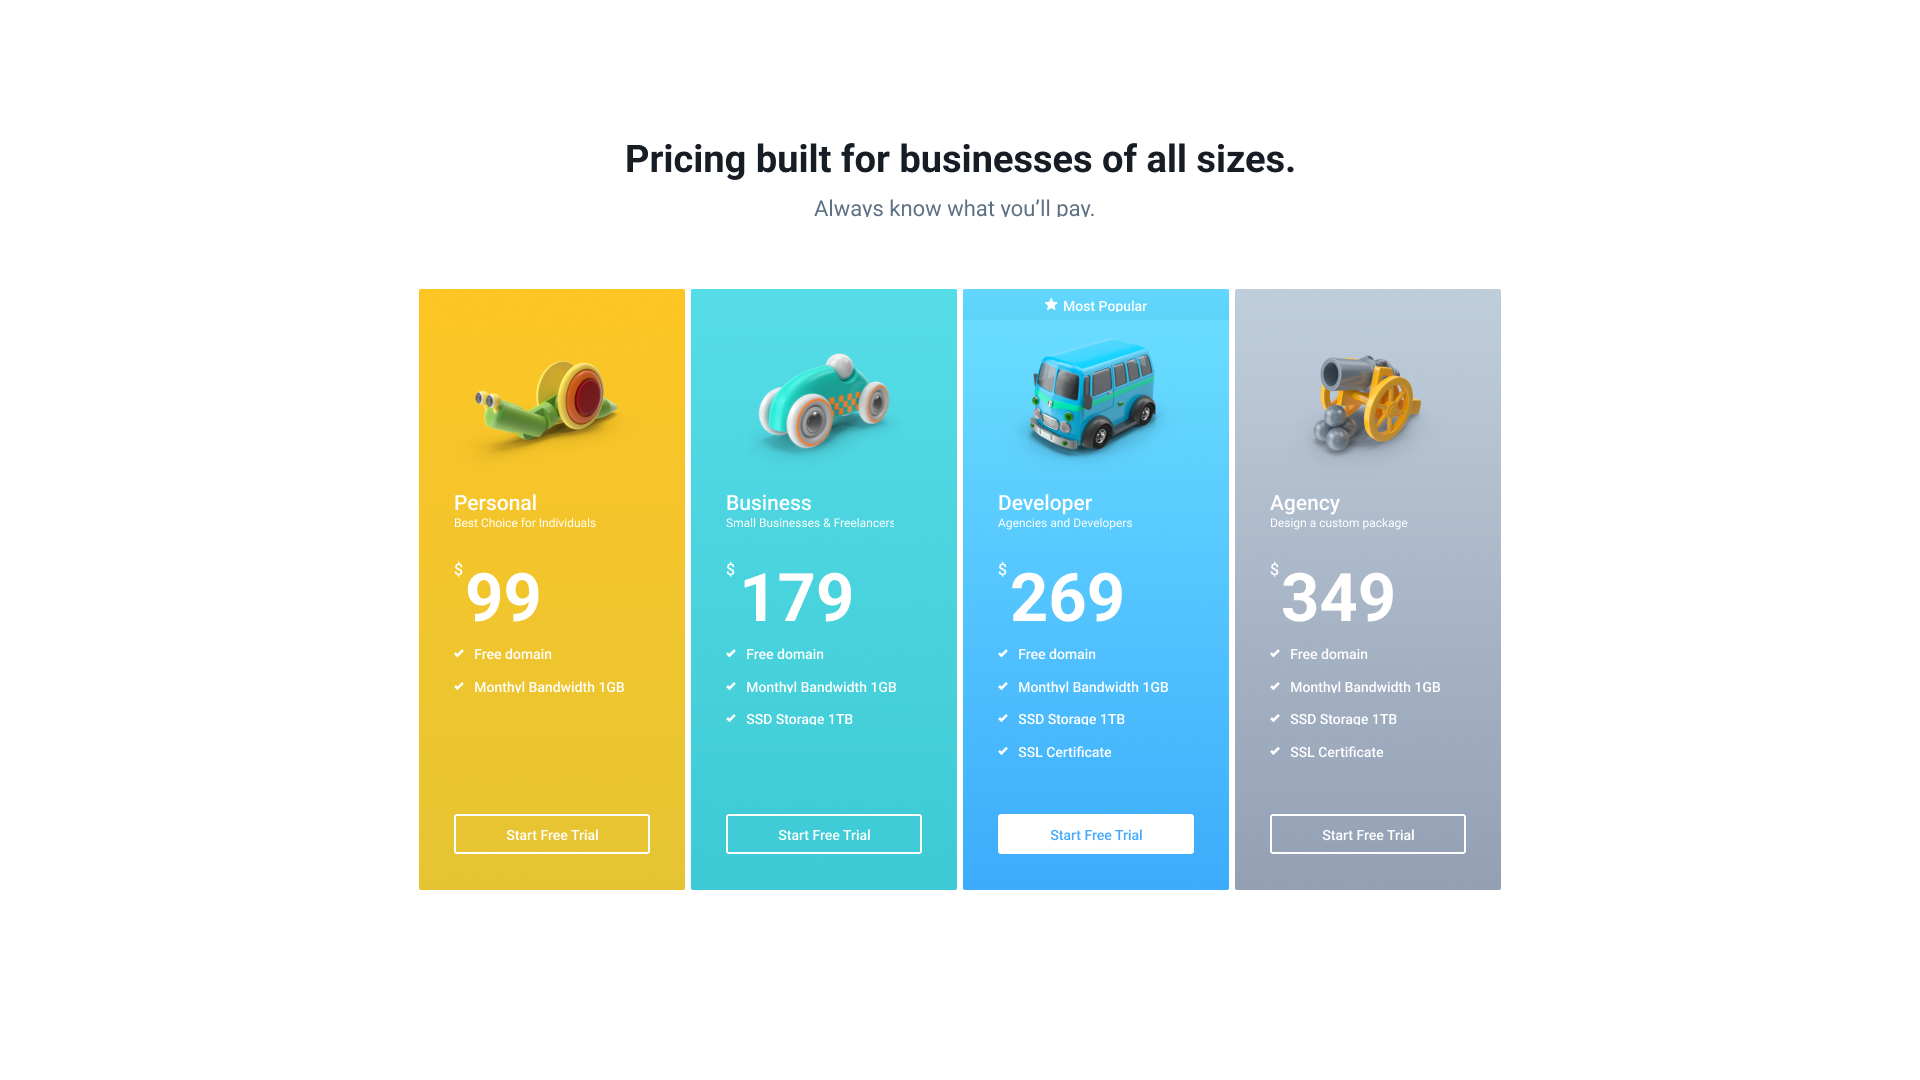 Pricing built for businesses of all sizes.
Always know what you’ll pay.
Personal
Best Choice for Individuals
$
99
Free domain
Monthyl Bandwidth 1GB
Start Free Trial
Business
Small Businesses & Freelancers
$
179
Free domain
Monthyl Bandwidth 1GB
SSD Storage 1TB
Start Free Trial
Most Popular
Developer
Agencies and Developers
$
269
Free domain
Monthyl Bandwidth 1GB
SSD Storage 1TB
SSL Certificate
Start Free Trial
Agency
Design a custom package
$
349
Free domain
Monthyl Bandwidth 1GB
SSD Storage 1TB
SSL Certificate
Start Free Trial